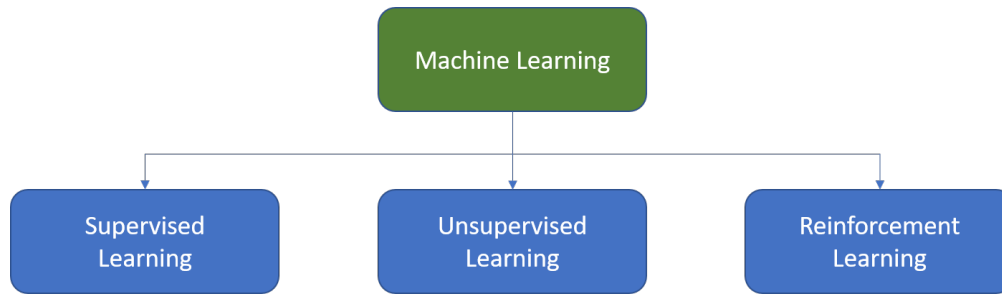 Machine Learning
Supervised
Learning
Unsupervised
Learning
Reinforcement
Learning